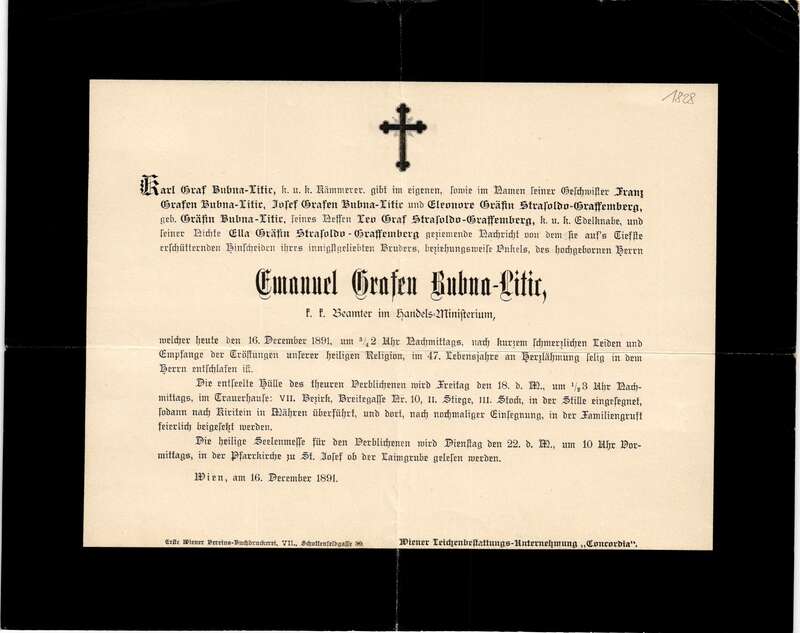 1828
Karl Graf Bubna-Litic, k. u. k. Kämmerer, gibt im eigenen, sowie im Namen seiner Geschwister Franz
Grafen Bubna-Litic, Josef Grafen Bubna-Litic und Eleonore Gräfin Strasoldo-Graffemberg,
geb. Gräfin Bubna-Litic, seines Neffen Leo Graf Strasoldo-Graffemberg, k. u. k. Edelknabe, und
seiner Nichte Ella Gräfin Strasoldo-Graffemberg geziemende Nachricht von dem sie auf's Tiefste
erschütternden Hinscheiden ihres innigstgeliebten Bruders, beziehungsweise Onkels, des hochgebornen Herrn
Emanuel Grafen Bubna-Litic,
k. k. Beamter im Handels-Ministerium,
welcher heute den 16. December 1891, um 3/4 2 Uhr Nachmittags, nach kurzem schmerzlichen Leiden und
Empfange der Tröstungen unserer heiligen Religion, im 47. Lebensjahre an Herzlähmung selig in dem
Herrn entschlafen ist.
Die entseelte Hülle des theuren Verblichenen wird Freitag den 18. d. M., um 1/2 3 Uhr Nach-
mittags, im Trauerhause: VII. Bezirk, Breitegasse Nr. 10, II. Stiege, III. Stock, in der Stille eingesegnet,
sodann nach Kiritein in Mähren überführt, und dort, nach nochmaliger Einsegnung, in der Familiengruft
feierlich beigesetzt werden.
Die heilige Seelenmesse für den Verblichenen wird Dienstag den 22. d. M., um 10 Uhr Vor-
mittags, in der Pfarrkirche zu St. Josef ob der Laimgrube gelesen werden.
Wien, am 16. December 1891.
Erste Wiener Vereins-Buchdruckerei, VII., Schottenfeldgasse
Wiener Leichenbestattungs-Unternehmung „Concordia".